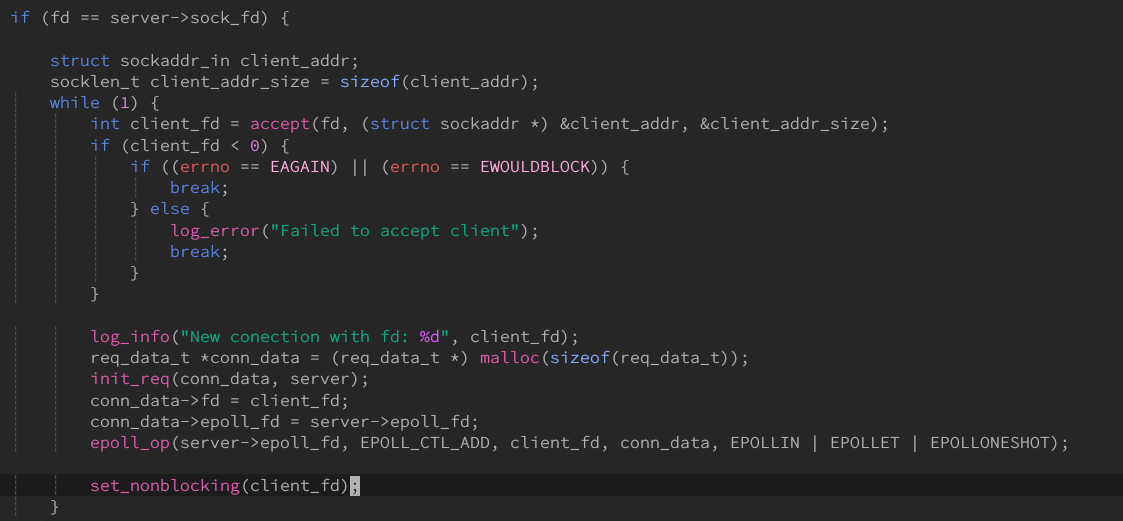 if (fd == server->sock_fd) {
struct sockaddr_in client_addr;
socklen_t client_addr_size = sizeof(client_addr);
while (1) {
int client_fd = accept(fd, (struct sockaddr *) &client_addr, &client_addr_size);
if (client_fd < 0) {
if ((errno == EAGAIN) || (errno == EWOULDBLOCK)) {
break;
} else {
log_error("Failed to accept client");
break;
}
}
log_info("New conection with fd: %d", client_fd);
req_data_t *conn_data = (req_data_t *) malloc(sizeof(req_data_t));
init_req(conn_data, server);
conn_data->fd = client_fd;
conn_data->epoll_fd = server->epoll_fd;
epoll_op(server->epoll_fd, EPOLL_CTL_ADD, client_fd, conn_data, EPOLLIN | EPOLLET | EPOLLONESHOT);
set_nonblocking(client_fd);
}